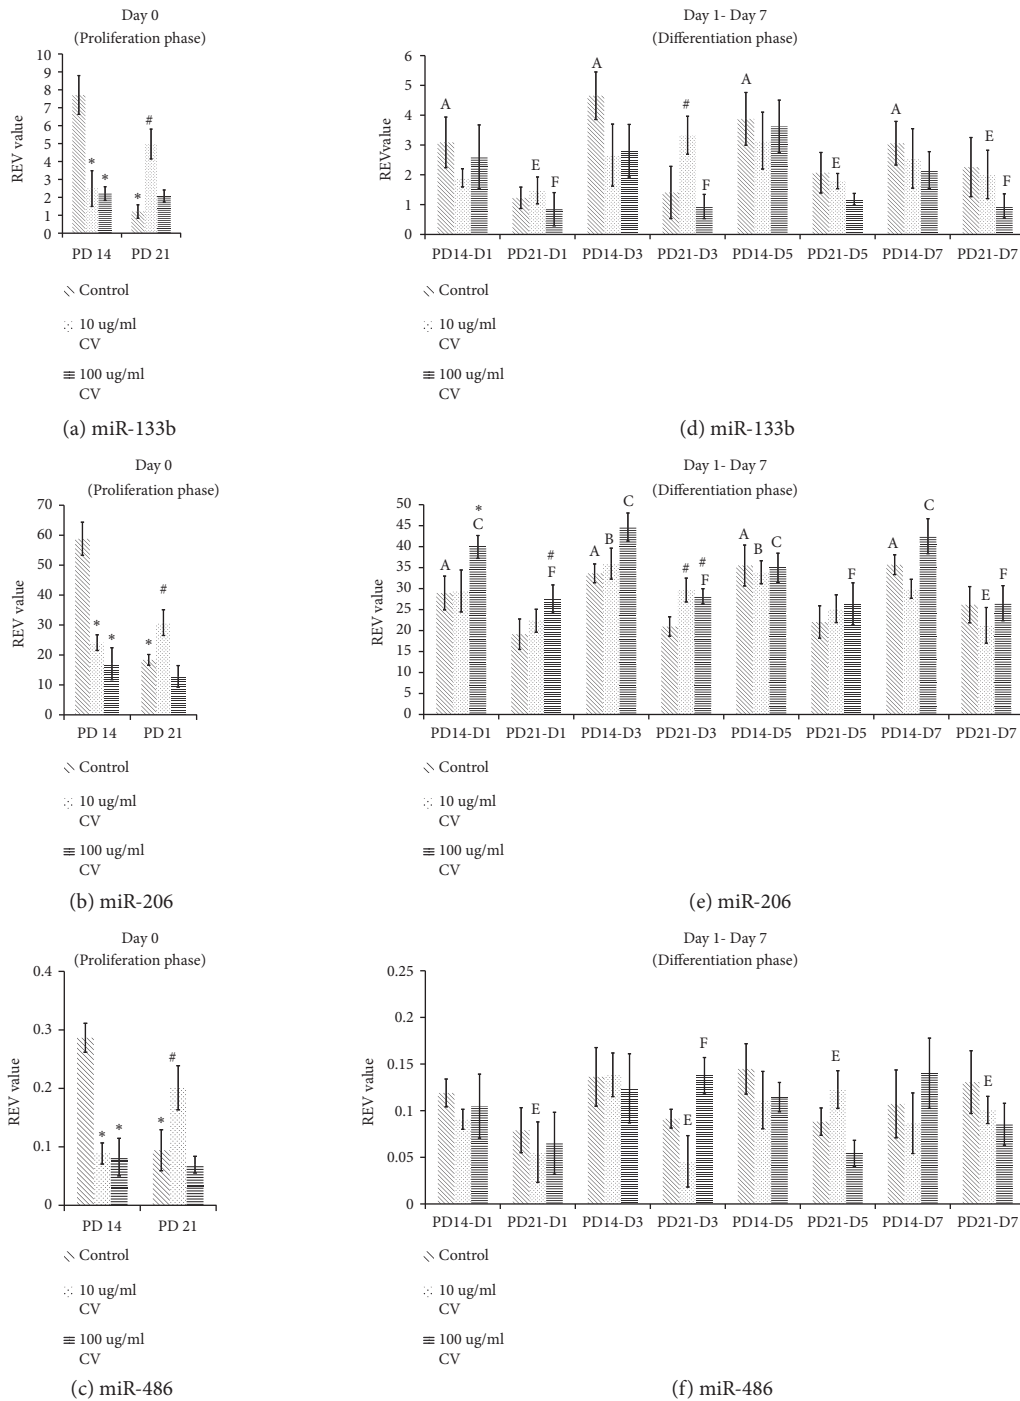 Day 0
(Proliferation phase)
10
9
8
7
6
5
4
3
2
1
0
REV value
*
*
*
#
PD 14
PD 21
Control
10 ug/ml
CV
100 ug/ml
CV
(a) miR-133b
Day 1- Day 7
(Differentiation phase)
6
5
4
3
2
1
0
REVvalue
A
E
F
A
#
F
A
E
A
E
F
PD14-D1
PD21-D1
PD14-D3
PD21-D3
PD14-D5
PD21-D5
PD14-D7
PD21-D7
Control
10 ug/ml
CV
100 ug/ml
CV
(d) miR-133b
Day 0
(Proliferation phase)
70
60
50
40
30
20
10
0
REV value
*
*
*
#
PD 14
PD 21
Control
10 ug/ml
CV
100 ug/ml
CV
(b) miR-206
Day 1- Day 7
(Differentiation phase)
50
45
40
35
30
25
20
15
10
5
0
REV value
A
*
C
#
F
A
B
C
#
#
F
A
B
C
F
A
C
E
F
PD14-D1
PD21-D1
PD14-D3
PD21-D3
PD14-D5
PD21-D5
PD14-D7
PD21-D7
Control
10 ug/ml
CV
100 ug/ml
CV
(e) miR-206
Day 0
(Proliferation phase)
0.4
0.3
0.2
0.1
0
REV value
*
*
*
#
PD 14
PD 21
Control
10 ug/ml
CV
100 ug/ml
CV
(c) miR-486
Day 1- Day 7
(Differentiation phase)
0.25
0.2
0.15
0.1
0.05
0
REV value
E
E
F
E
E
PD14-D1
PD21-D1
PD14-D3
PD21-D3
PD14-D5
PD21-D5
PD14-D7
PD21-D7
Control
10 ug/ml
CV
100 ug/ml
CV
(f) miR-486